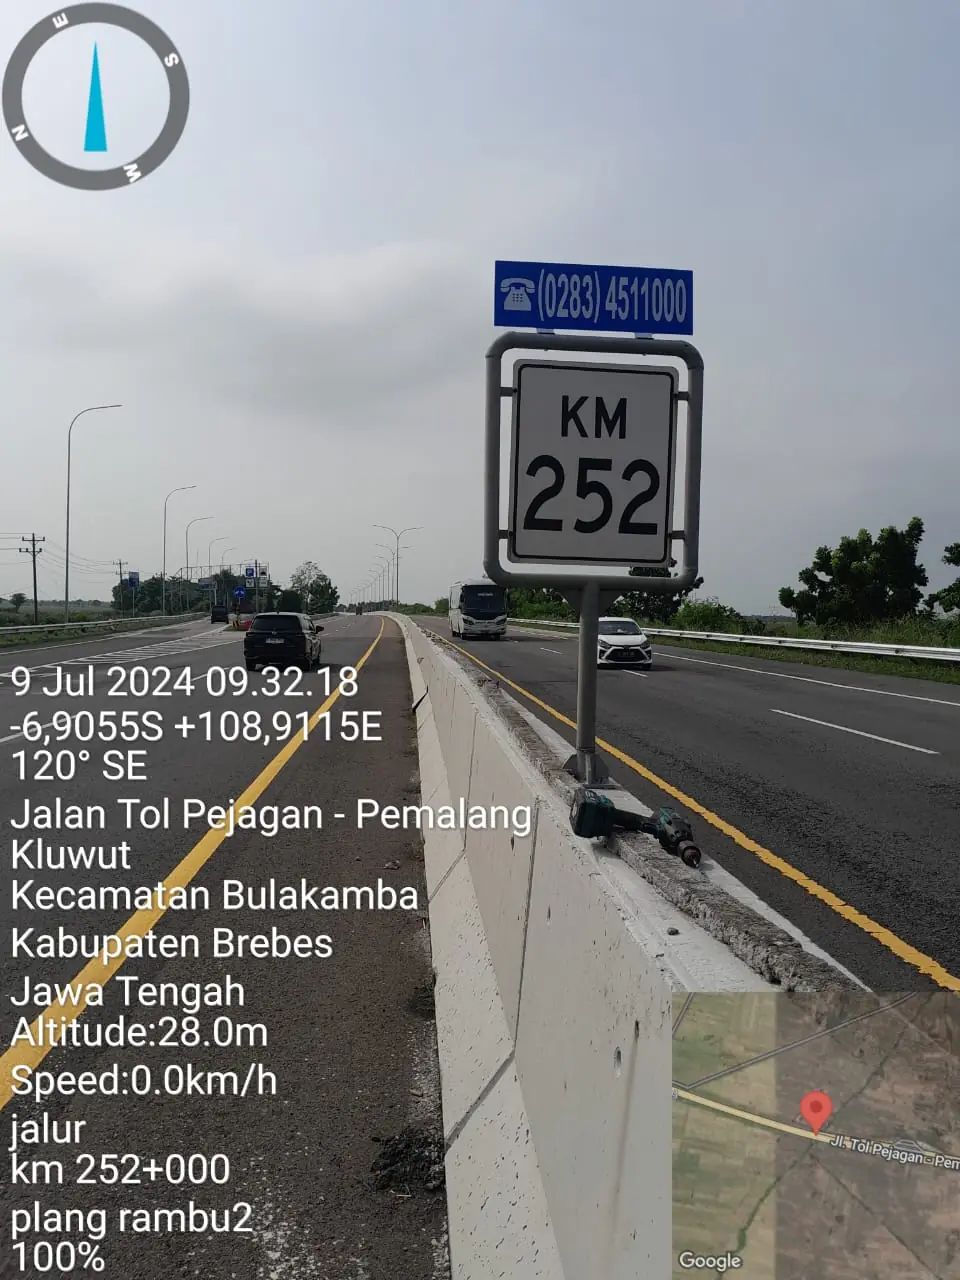 E
S
N
W
(0283) 4511000
KM
252
9 Jul 2024 09.32.18
-6,9055S +108,9115E
120° SE
Jalan Tol Pejagan - Pemalang
Kluwut
Kecamatan Bulakamba
Kabupaten Brebes
Jawa Tengah
Altitude:28.0m
Speed:0.0km/h
jalur
km 252+000
plang rambu2
100%
Jl. Tol Pejagan - Pem
Google